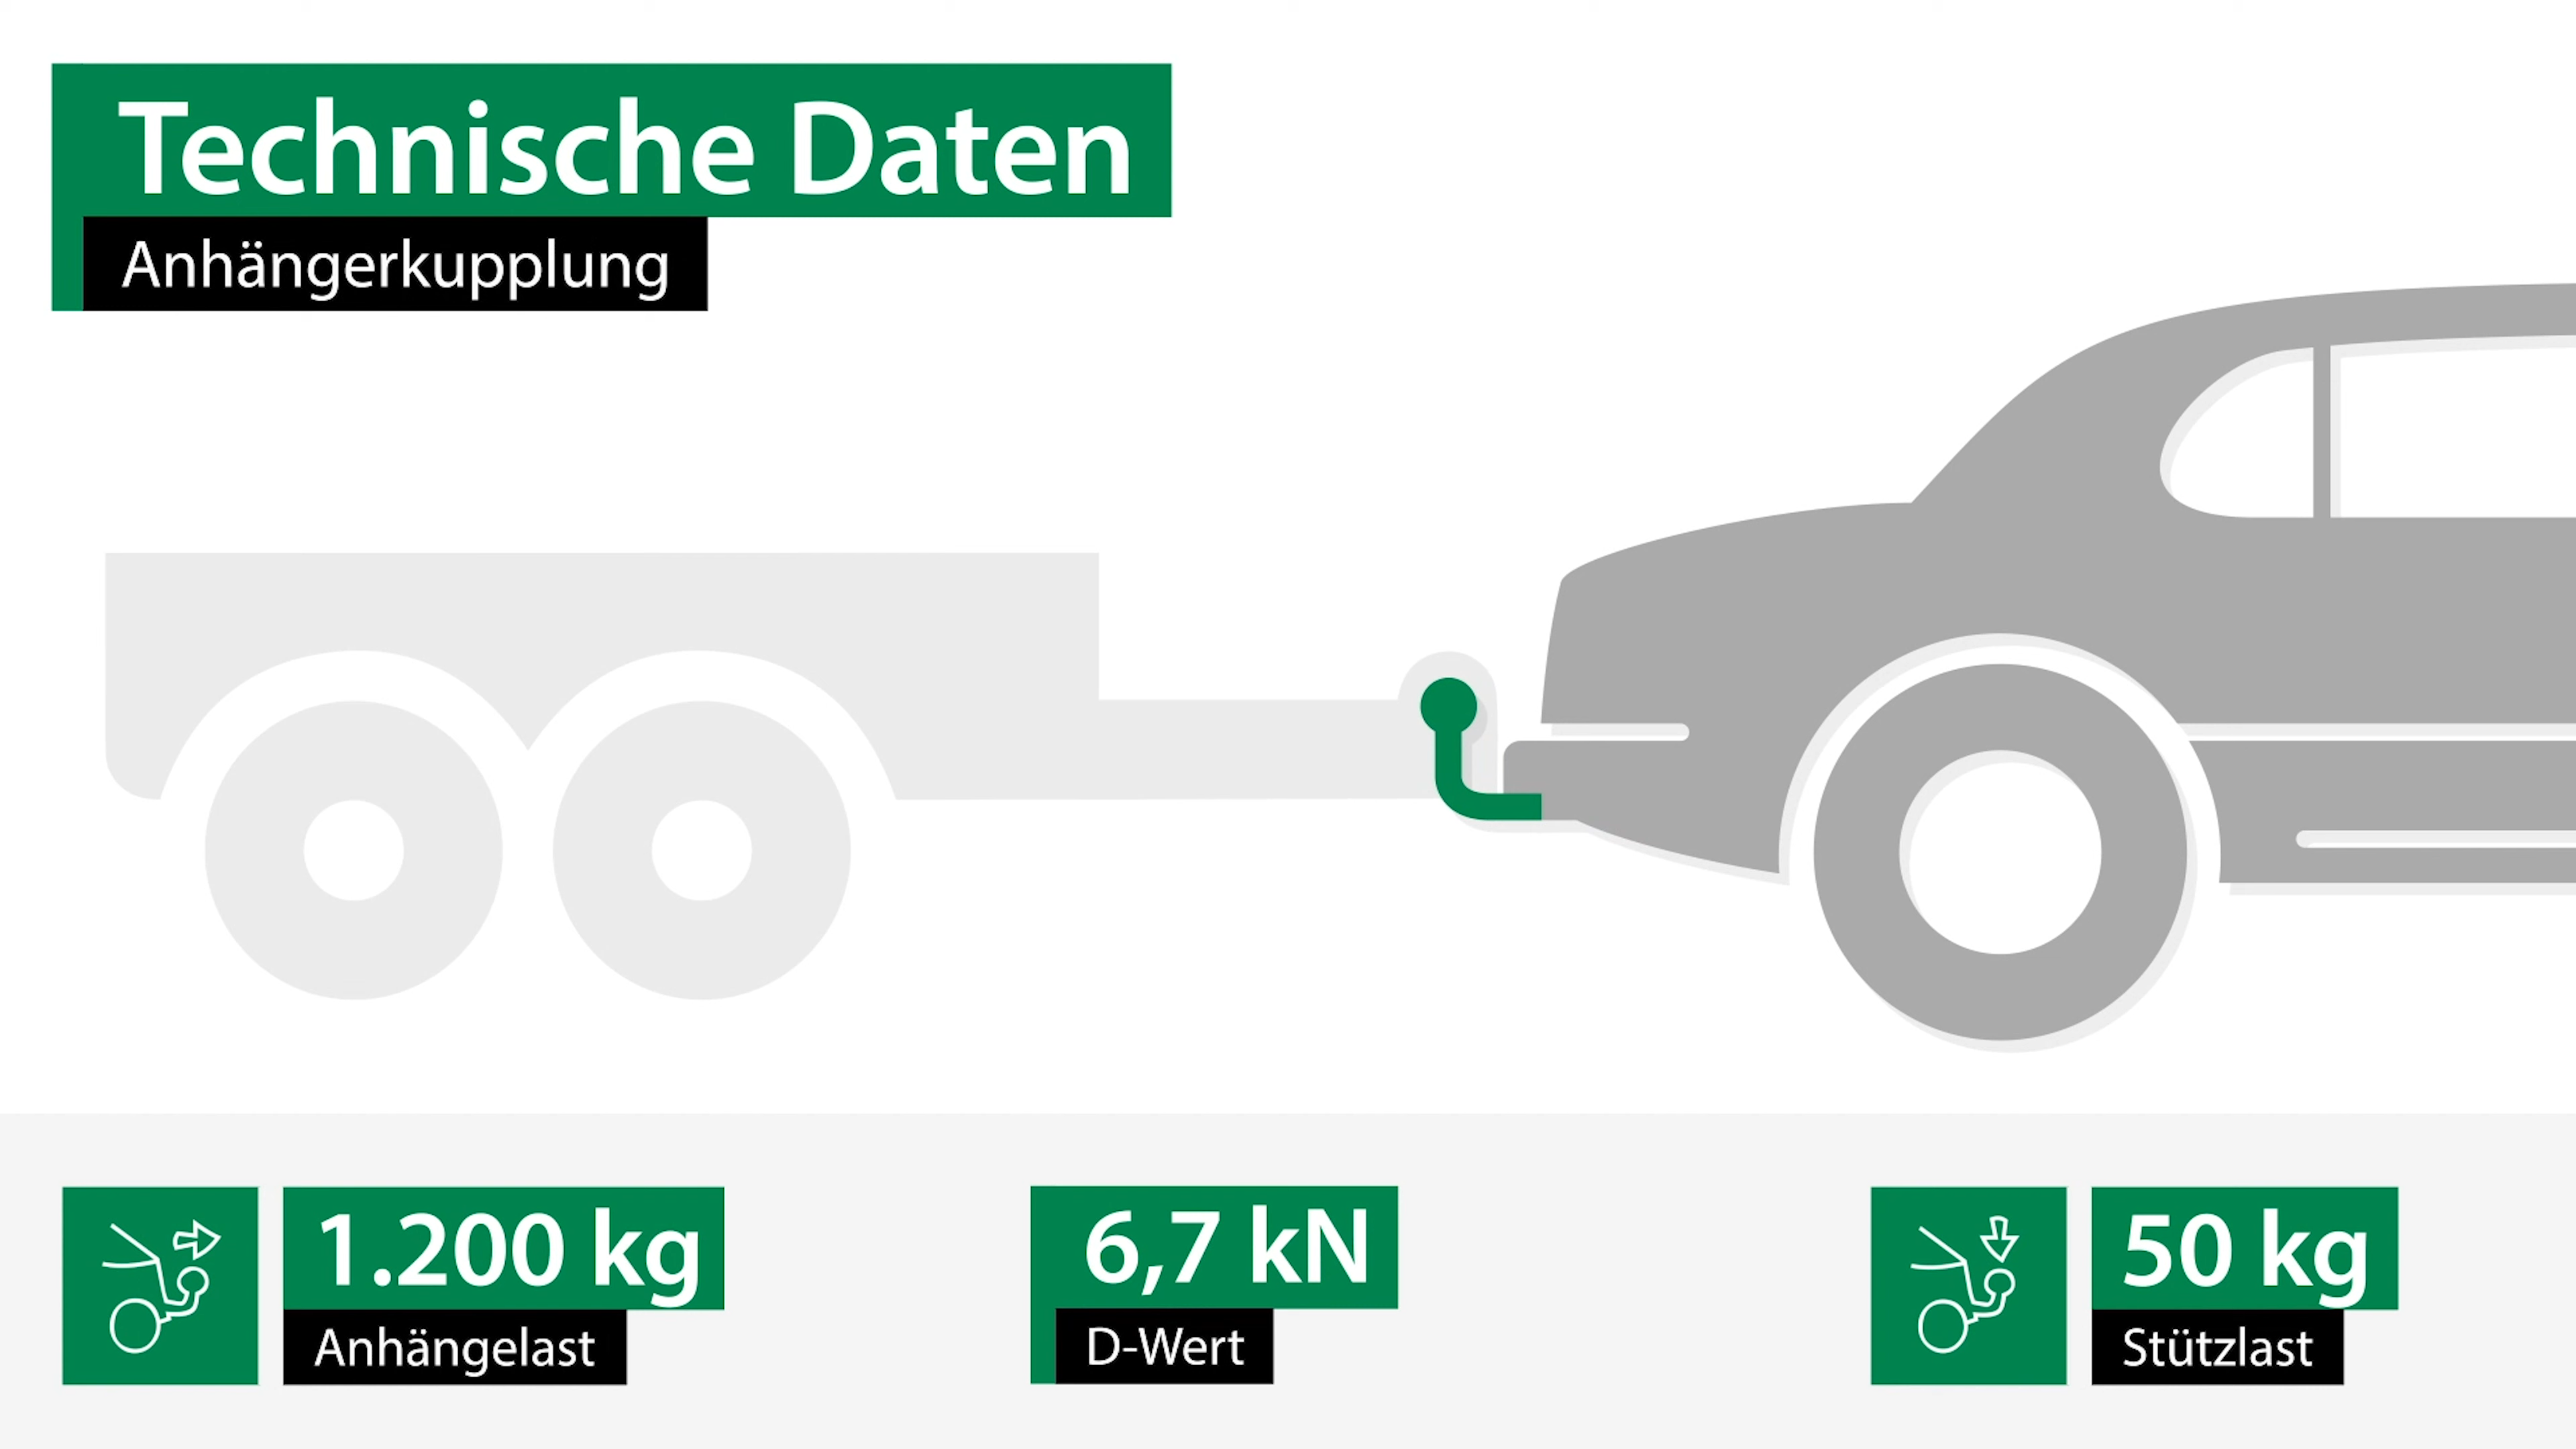 Technische Daten
Anhängerkupplung
1.200 kg
Anhängelast
6,7 kN
D-Wert
50 kg
Stützlast